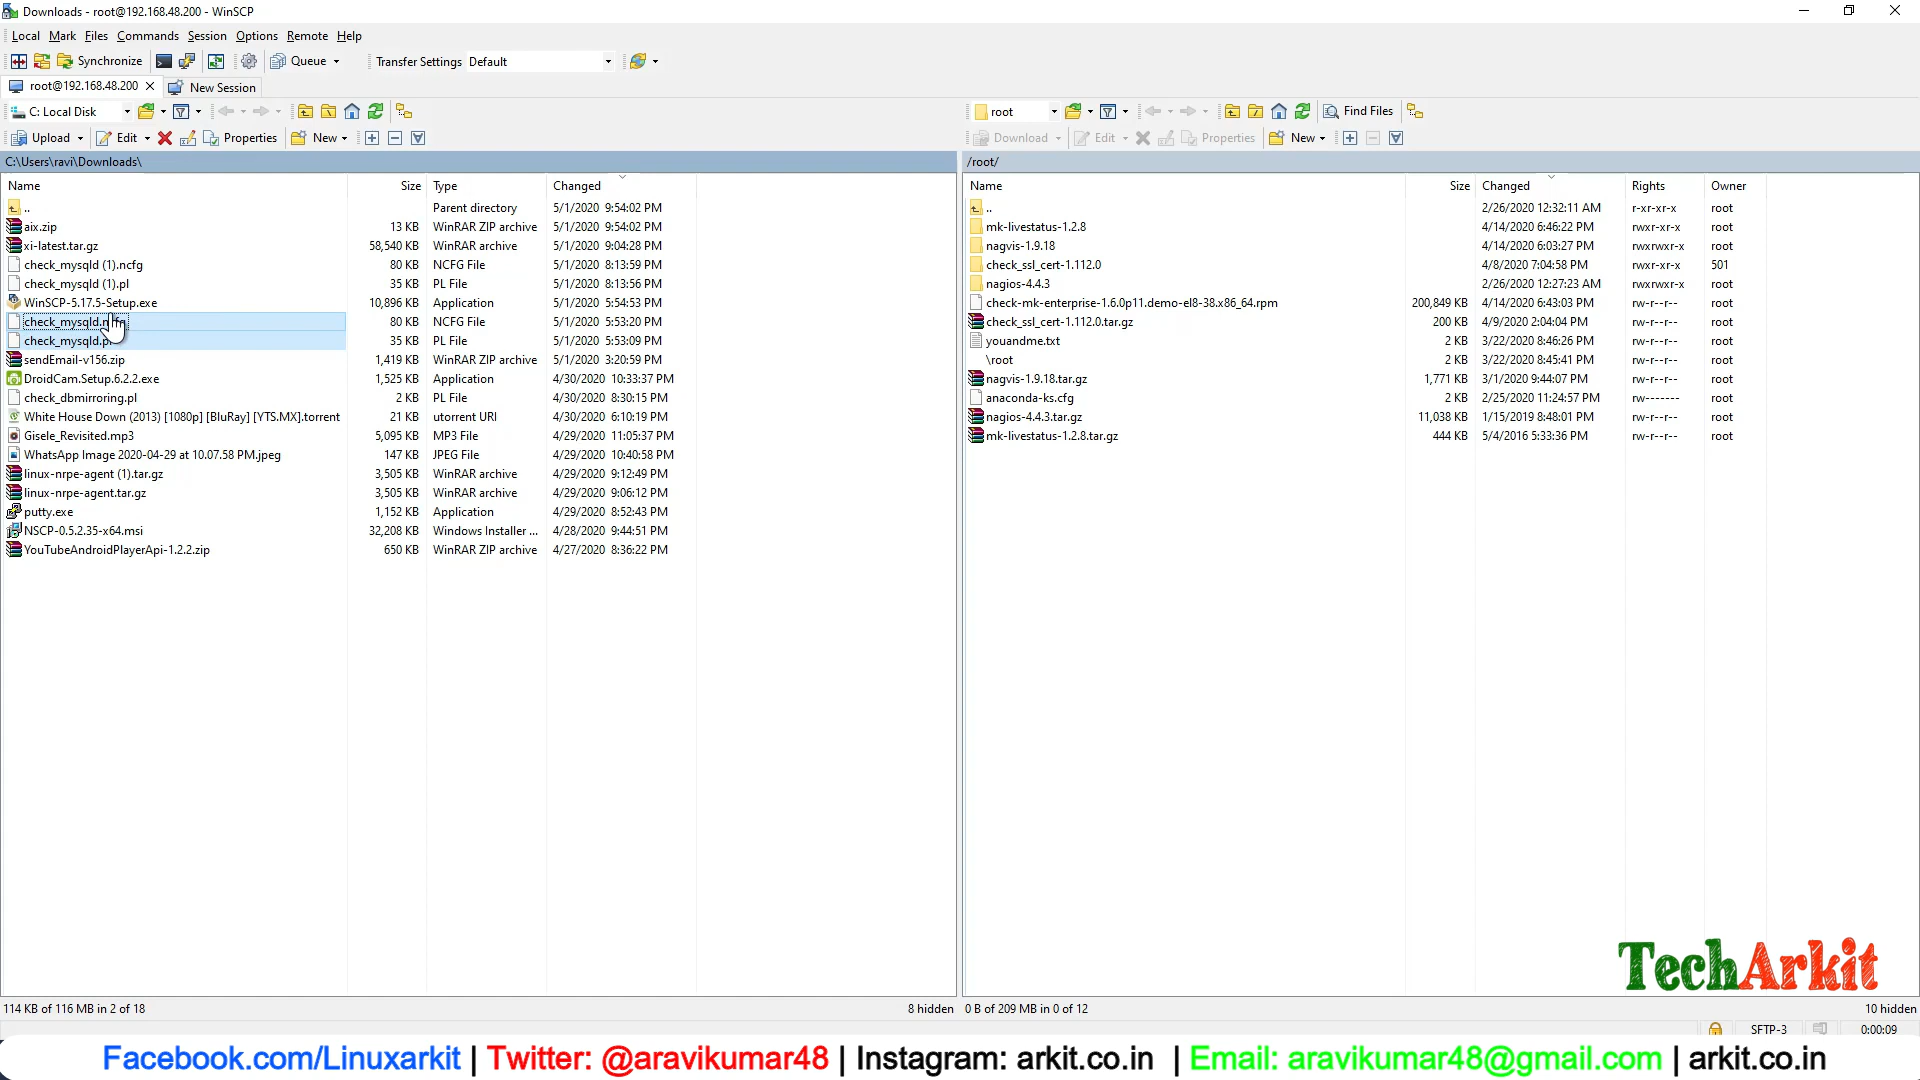 Downloads - root@192.168.48.200 - WinSCP
Local Mark Files Commands Session Options Remote Help
Synchronize Queue Transfer Settings Default
root@192.168.48.200 New Session
C: Local Disk
root Find Files
Upload Edit Properties New
Download Edit Properties New
C:\Users\ravi\Downloads\
/root/
Name Size Type Changed
.. Parent directory 5/1/2020 9:54:02 PM
aix.zip 13 KB WinRAR ZIP archive 5/1/2020 9:54:02 PM
xi-latest.tar.gz 58,540 KB WinRAR archive 5/1/2020 9:04:28 PM
check_mysqld (1).ncfg 80 KB NCFG File 5/1/2020 8:13:59 PM
check_mysqld (1).pl 35 KB PL File 5/1/2020 8:13:56 PM
WinSCP-5.17.5-Setup.exe 10,896 KB Application 5/1/2020 5:54:53 PM
80 KB NCFG File 5/1/2020 5:53:20 PM
35 KB PL File 5/1/2020 5:53:09 PM
sendEmail-v156.zip 1,419 KB WinRAR ZIP archive 5/1/2020 3:20:59 PM
DroidCam.Setup.6.2.2.exe 1,525 KB Application 4/30/2020 10:33:37 PM
check_dbmirroring.pl 2 KB PL File 4/30/2020 8:30:15 PM
White House Down (2013) [1080p] [BluRay] [YTS.MX].torrent 21 KB utorrent URI 4/30/2020 6:10:19 PM
Gisele_Revisited.mp3 5,095 KB MP3 File 4/29/2020 11:05:37 PM
WhatsApp Image 2020-04-29 at 10.07.58 PM.jpeg 147 KB JPEG File 4/29/2020 10:40:58 PM
linux-nrpe-agent (1).tar.gz 3,505 KB WinRAR archive 4/29/2020 9:12:49 PM
linux-nrpe-agent.tar.gz 3,505 KB WinRAR archive 4/29/2020 9:06:12 PM
putty.exe 1,152 KB Application 4/29/2020 8:52:43 PM
NSCP-0.5.2.35-x64.msi 32,208 KB Windows Installer ... 4/28/2020 9:44:51 PM
YouTubeAndroidPlayerApi-1.2.2.zip 650 KB WinRAR ZIP archive 4/27/2020 8:36:22 PM
Name Size Changed Rights Owner
.. 2/26/2020 12:32:11 AM r-xr-xr-x root
mk-livestatus-1.2.8 4/14/2020 6:46:22 PM rwxr-xr-x root
nagvis-1.9.18 4/14/2020 6:03:27 PM rwxrwxr-x root
check_ssl_cert-1.112.0 4/8/2020 7:04:58 PM rwxr-xr-x 501
nagios-4.4.3 2/26/2020 12:27:23 AM rwxrwxr-x root
check-mk-enterprise-1.6.0p11.demo-el8-38.x86_64.rpm 200,849 KB 4/14/2020 6:43:03 PM rw-r--r-- root
check_ssl_cert-1.112.0.tar.gz 200 KB 4/9/2020 2:04:04 PM rw-r--r-- root
youandme.txt 2 KB 3/22/2020 8:46:26 PM rw-r--r-- root
\root 2 KB 3/22/2020 8:45:41 PM rw-r--r-- root
nagvis-1.9.18.tar.gz 1,771 KB 3/1/2020 9:44:07 PM rw-r--r-- root
anaconda-ks.cfg 2 KB 2/25/2020 11:24:57 PM rw------- root
nagios-4.4.3.tar.gz 11,038 KB 1/15/2019 8:48:01 PM rw-r--r-- root
mk-livestatus-1.2.8.tar.gz 444 KB 5/4/2016 5:33:36 PM rw-r--r-- root
TechArkit
114 KB of 116 MB in 2 of 18 8 hidden
0 B of 209 MB in 0 of 12 10 hidden
SFTP-3 0:00:09
Facebook.com/Linuxarkit | Twitter: @aravikumar48 | Instagram: arkit.co.in | Email: aravikumar48@gmail.com | arkit.co.in